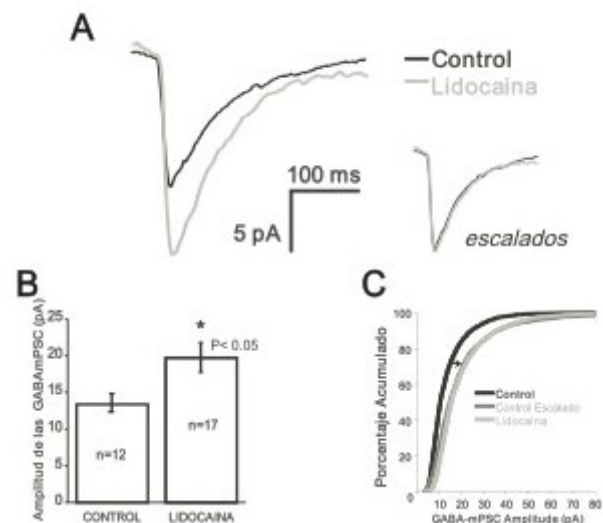 A
Control
Lidocaina
100 ms
5 pA
escalados
B
Amplitud de las GABAmPSC (pA)
25
20
15
10
5
0
*
P< 0.05
n=12
n=17
CONTROL
LIDOCAINA
C
Porcentaje Acumulado
100
80
60
40
20
*
Control
Control Escalado
Lidocaina
10 20 30 40 50 60 70 80
GABA-mPSC Amplitude (pA)